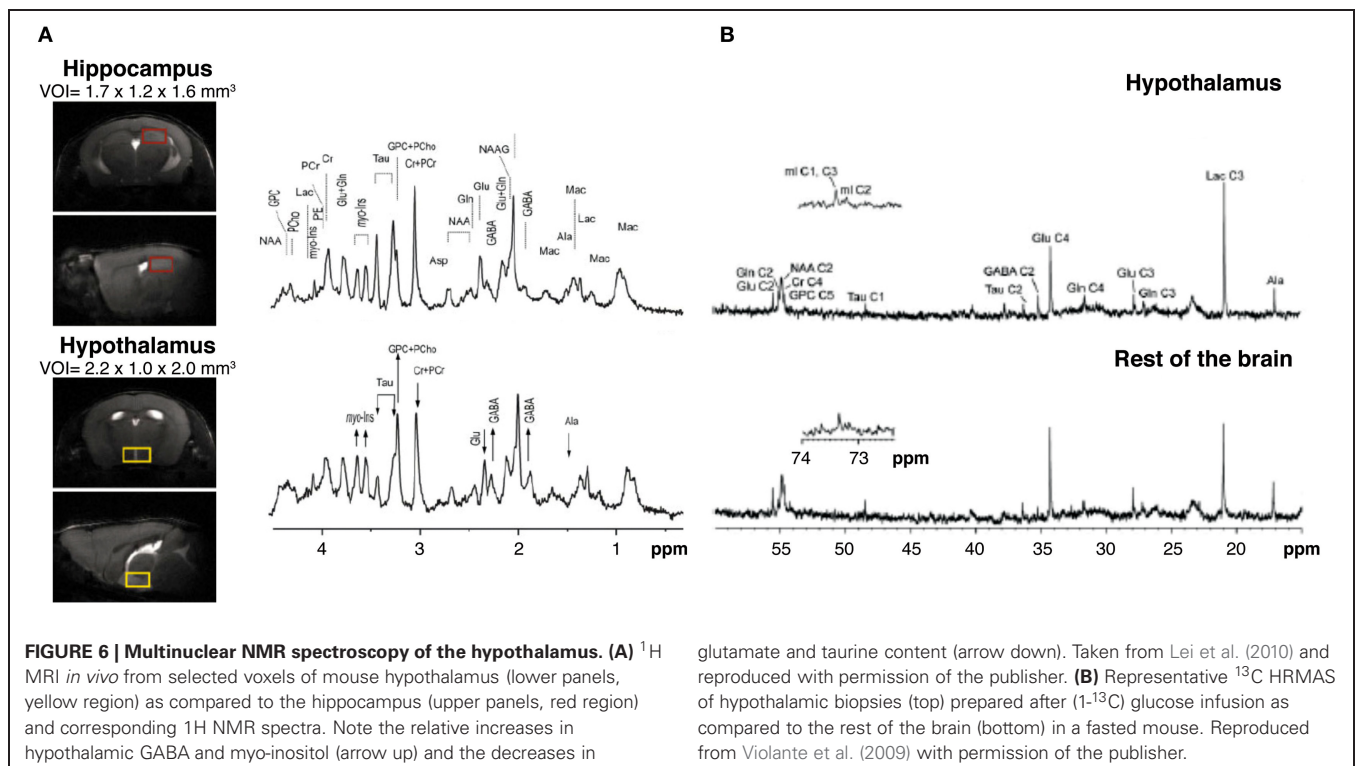 A
Hippocampus
VOI= 1.7 x 1.2 x 1.6 mm³
NAA
GPC
PCho
myo-Ins
Lac
PE
PCr
Cr
Glu+Gln
myo-Ins
Tau
GPC+PCho
Cr+PCr
Asp
NAA
Gln
Glu
GABA
NAAG
Glu+Gln
GABA
Mac
Ala
Mac
Lac
Mac
Mac
Hypothalamus
VOI= 2.2 x 1.0 x 2.0 mm³
myo-Ins
Tau
GPC+PCho
Cr+PCr
Glu
GABA
GABA
Ala
4 3 2 1 ppm
B
Hypothalamus
mI C1, C3
mI C2
Gln C2
Glu C2
NAA C2
Cr C4
GPC C5
Tau C1
GABA C2
Tau C2
Glu C4
Gln C4
Glu C3
Gln C3
Lac C3
Ala
Rest of the brain
74 73 ppm
55 50 45 40 35 30 25 20 ppm
FIGURE 6 | Multinuclear NMR spectroscopy of the hypothalamus. (A) ¹H
MRI in vivo from selected voxels of mouse hypothalamus (lower panels,
yellow region) as compared to the hippocampus (upper panels, red region)
and corresponding 1H NMR spectra. Note the relative increases in
hypothalamic GABA and myo-inositol (arrow up) and the decreases in
glutamate and taurine content (arrow down). Taken from Lei et al. (2010) and
reproduced with permission of the publisher. (B) Representative ¹³C HRMAS
of hypothalamic biopsies (top) prepared after (1-¹³C) glucose infusion as
compared to the rest of the brain (bottom) in a fasted mouse. Reproduced
from Violante et al. (2009) with permission of the publisher.